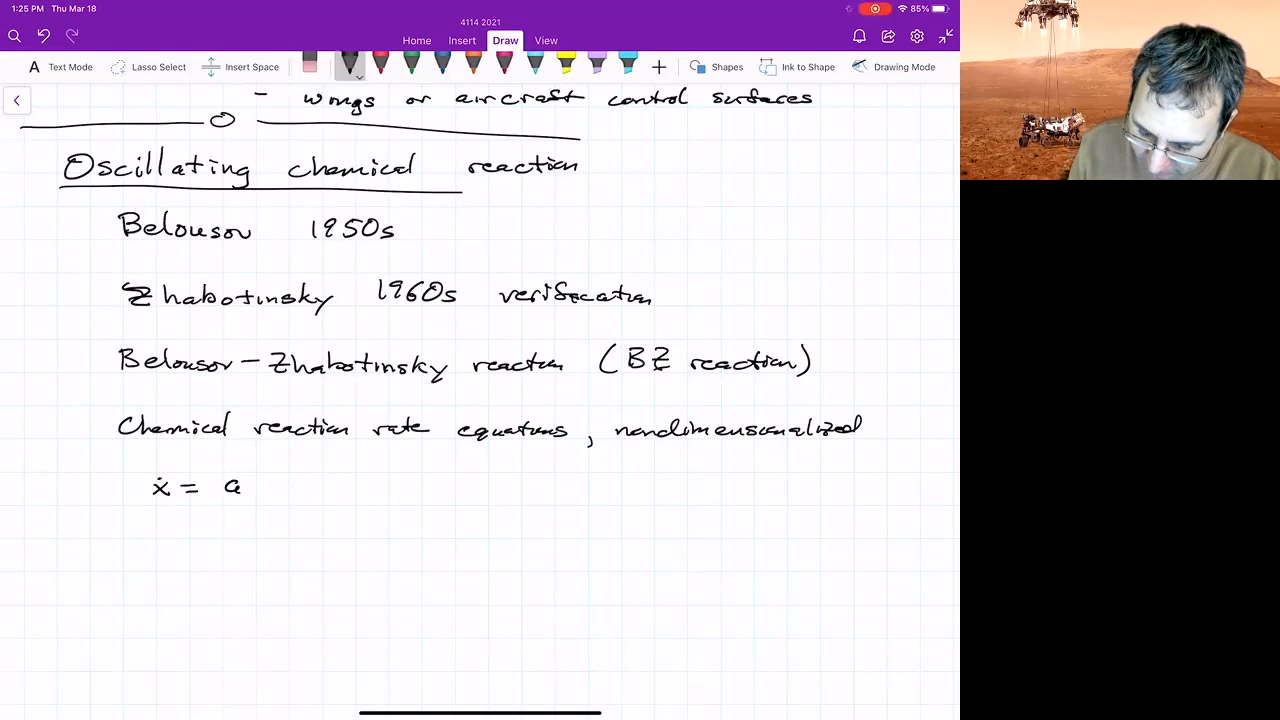 1:25 PM Thu Mar 18
85%
4114 2021
Home Insert Draw View
A Text Mode Lasso Select Insert Space Shapes Ink to Shape Drawing Mode
- wings or aircraft control surfaces
Oscillating chemical reaction
Belousov 1950s
Zhabotinsky 1960s verification
Belousov - Zhabotinsky reaction (BZ reaction)
Chemical reaction rate equations, nondimensionalized
ẋ = a